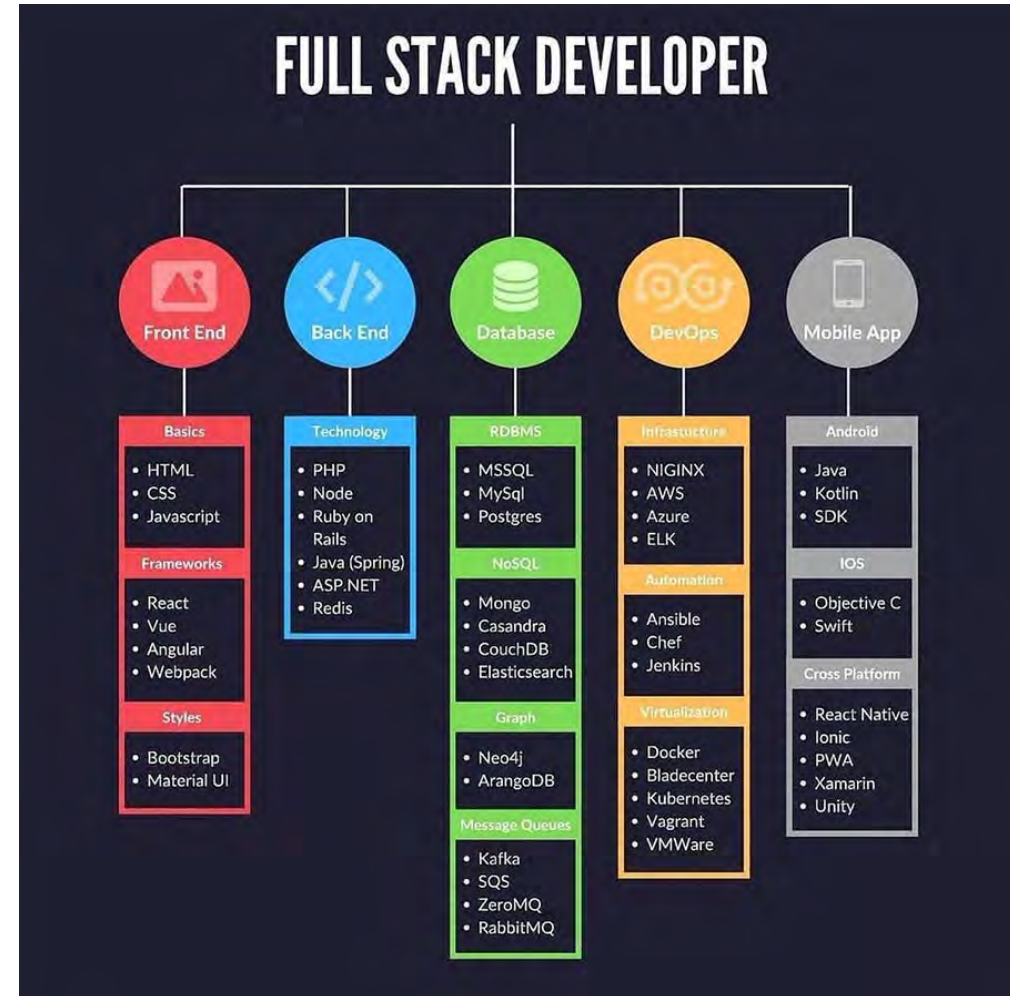 FULL STACK DEVELOPER
Front End
Basics
• HTML
• CSS
• Javascript
Frameworks
• React
• Vue
• Angular
• Webpack
Styles
• Bootstrap
• Material UI
</>
Back End
Technology
• PHP
• Node
• Ruby on
Rails
• Java (Spring)
• ASP.NET
• Redis
Database
RDBMS
• MSSQL
• MySql
• Postgres
NoSQL
• Mongo
• Casandra
• CouchDB
• Elasticsearch
Graph
• Neo4j
• ArangoDB
Message Queues
• Kafka
• SQS
• ZeroMQ
• RabbitMQ
DevOps
Infrastucture
• NIGINX
• AWS
• Azure
• ELK
Automation
• Ansible
• Chef
• Jenkins
Virtualization
• Docker
• Bladecenter
• Kubernetes
• Vagrant
• VMWare
Mobile App
Android
• Java
• Kotlin
• SDK
IOS
• Objective C
• Swift
Cross Platform
• React Native
• Ionic
• PWA
• Xamarin
• Unity